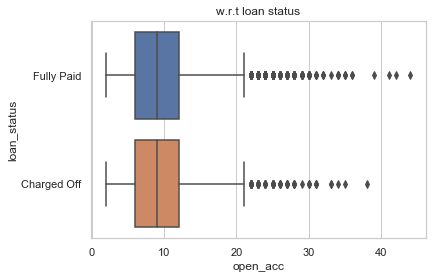 w.r.t loan status
loan_status
Fully Paid
Charged Off
0 10 20 30 40
open_acc